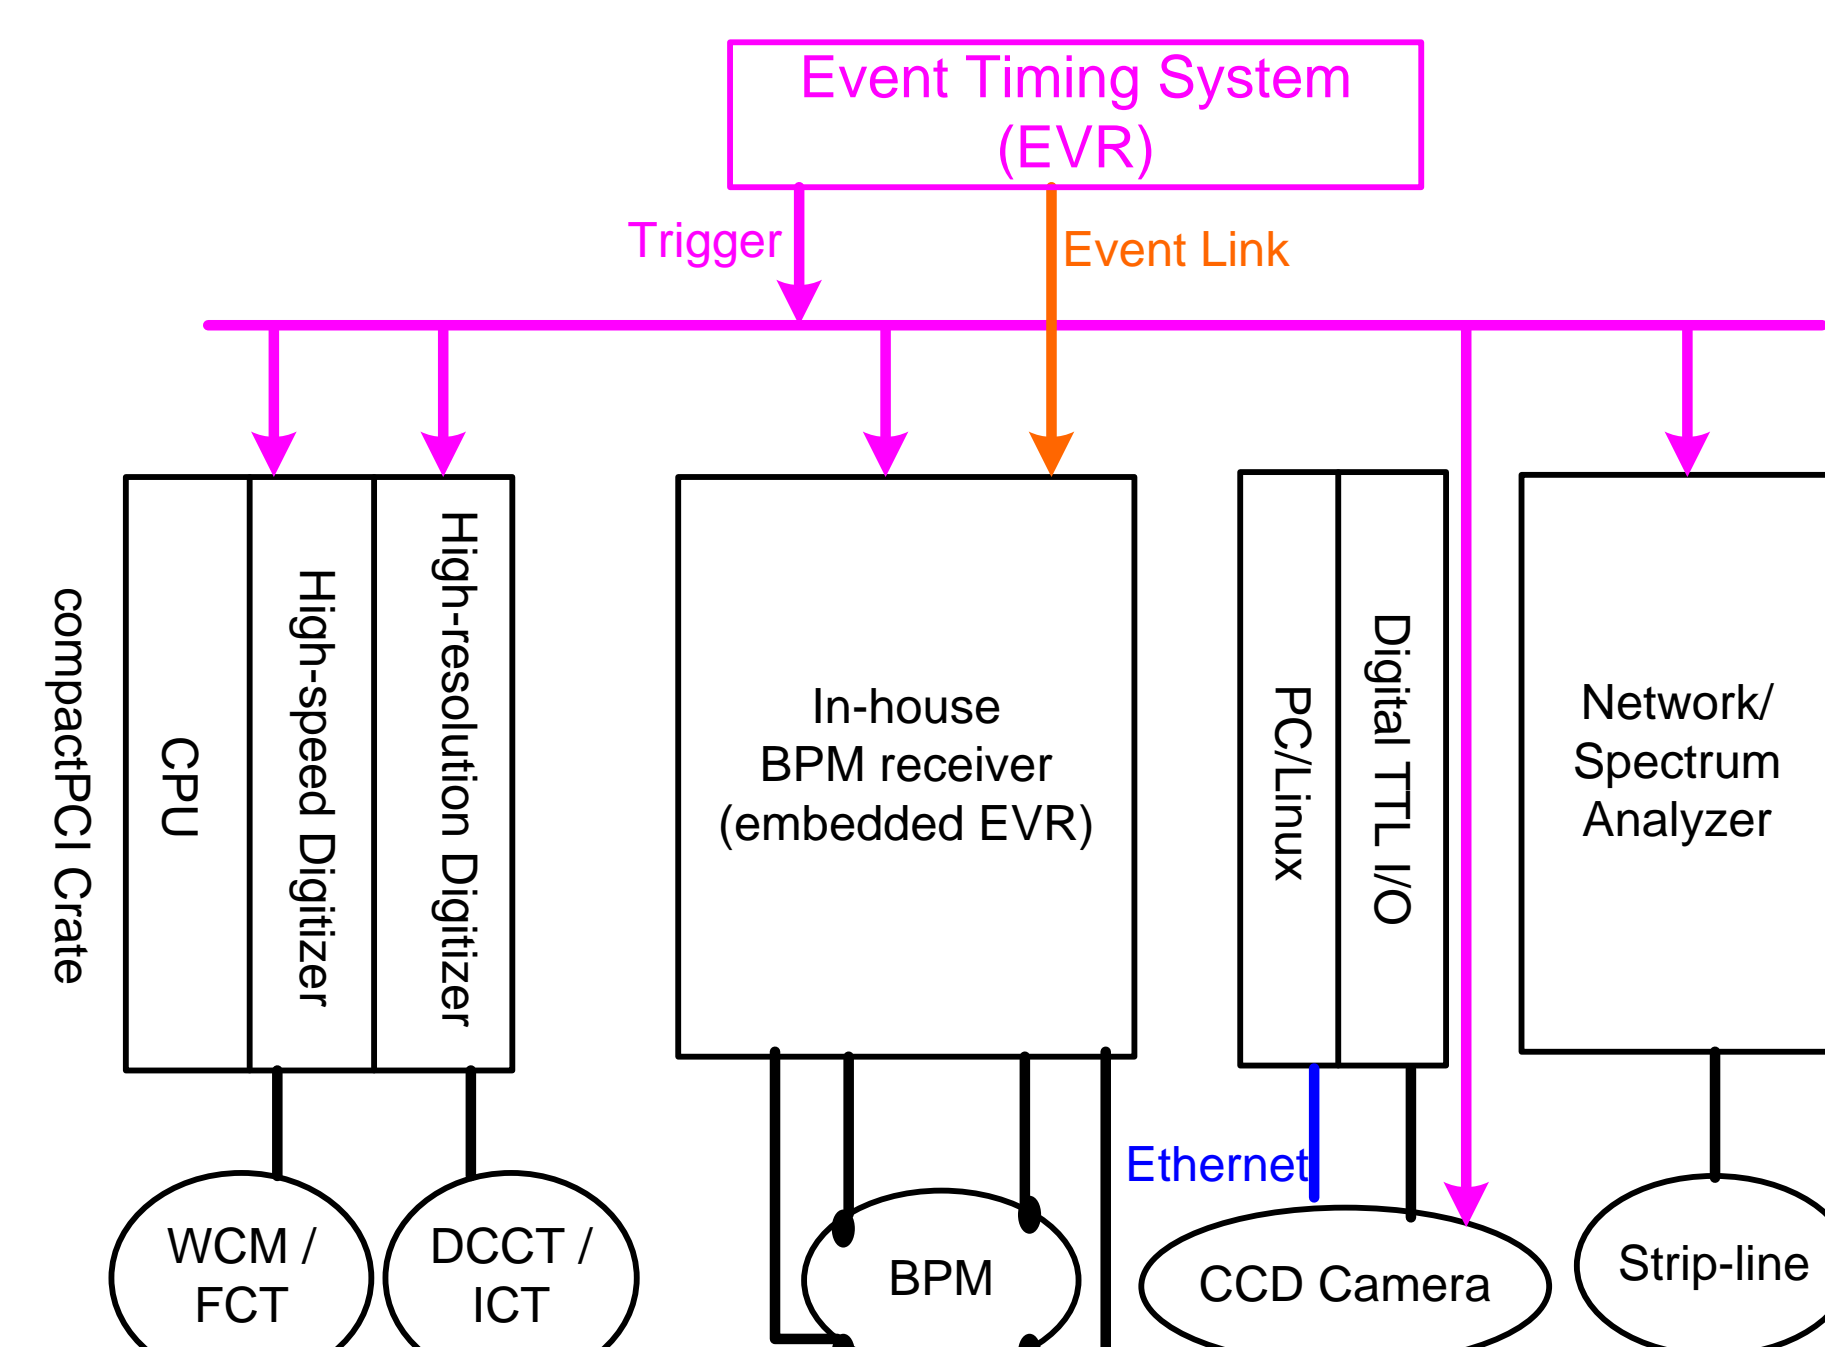 Event Timing System
(EVR)
Trigger
Event Link
compactPCI Crate
CPU
High-speed Digitizer
High-resolution Digitizer
In-house
BPM receiver
(embedded EVR)
PC/Linux
Digital TTL I/O
Network/
Spectrum
Analyzer
Ethernet
WCM /
FCT
DCCT /
ICT
BPM
CCD Camera
Strip-line